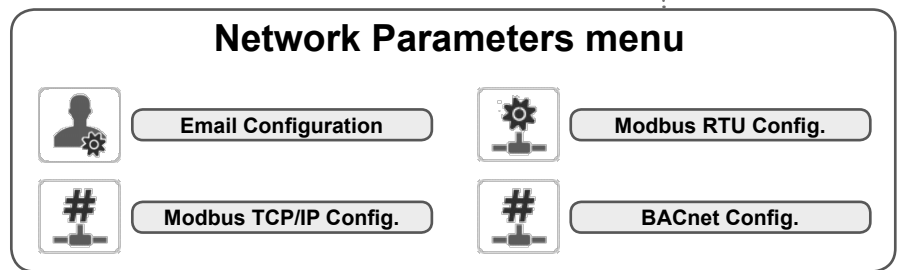 Network Parameters menu
Email Configuration
Modbus RTU Config.
#
Modbus TCP/IP Config.
#
BACnet Config.